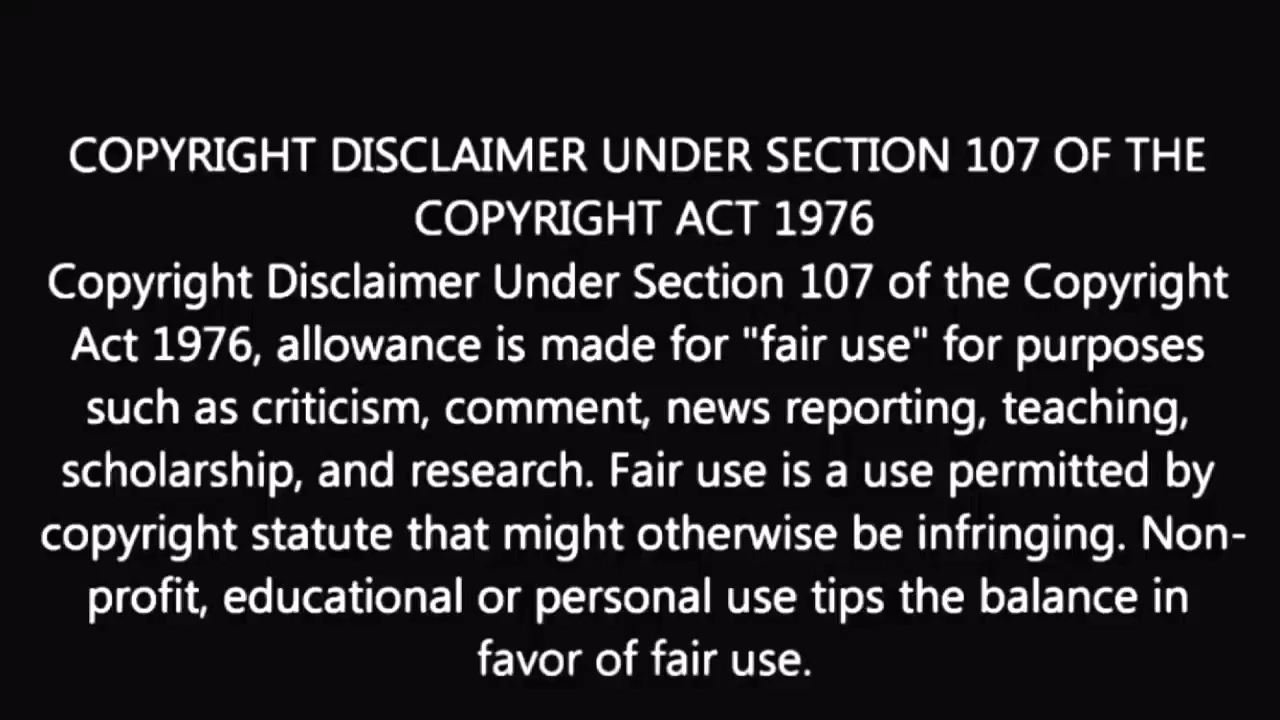 COPYRIGHT DISCLAIMER UNDER SECTION 107 OF THE
COPYRIGHT ACT 1976
Copyright Disclaimer Under Section 107 of the Copyright
Act 1976, allowance is made for "fair use" for purposes
such as criticism, comment, news reporting, teaching,
scholarship, and research. Fair use is a use permitted by
copyright statute that might otherwise be infringing. Non-
profit, educational or personal use tips the balance in
favor of fair use.